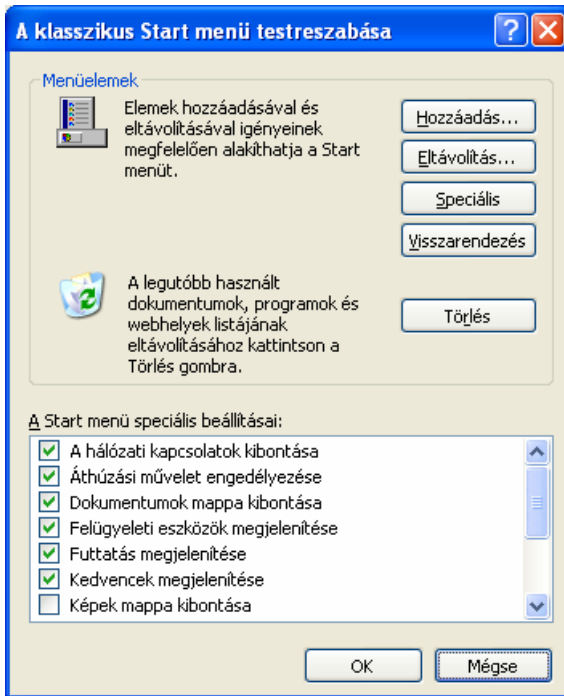 A klasszikus Start menü testreszabása
Menüelemek
Elemek hozzáadásával és
eltávolításával igényeinek
megfelelően alakíthatja a Start
menüt.
Hozzáadás...
Eltávolítás...
Speciális
Visszarendezés
A legutóbb használt
dokumentumok, programok és
webhelyek listájának
eltávolításához kattintson a
Törlés gombra.
Törlés
A Start menü speciális beállításai:
A hálózati kapcsolatok kibontása
Áthúzási művelet engedélyezése
Dokumentumok mappa kibontása
Felügyeleti eszközök megjelenítése
Futtatás megjelenítése
Kedvencek megjelenítése
Képek mappa kibontása
OK
Mégse